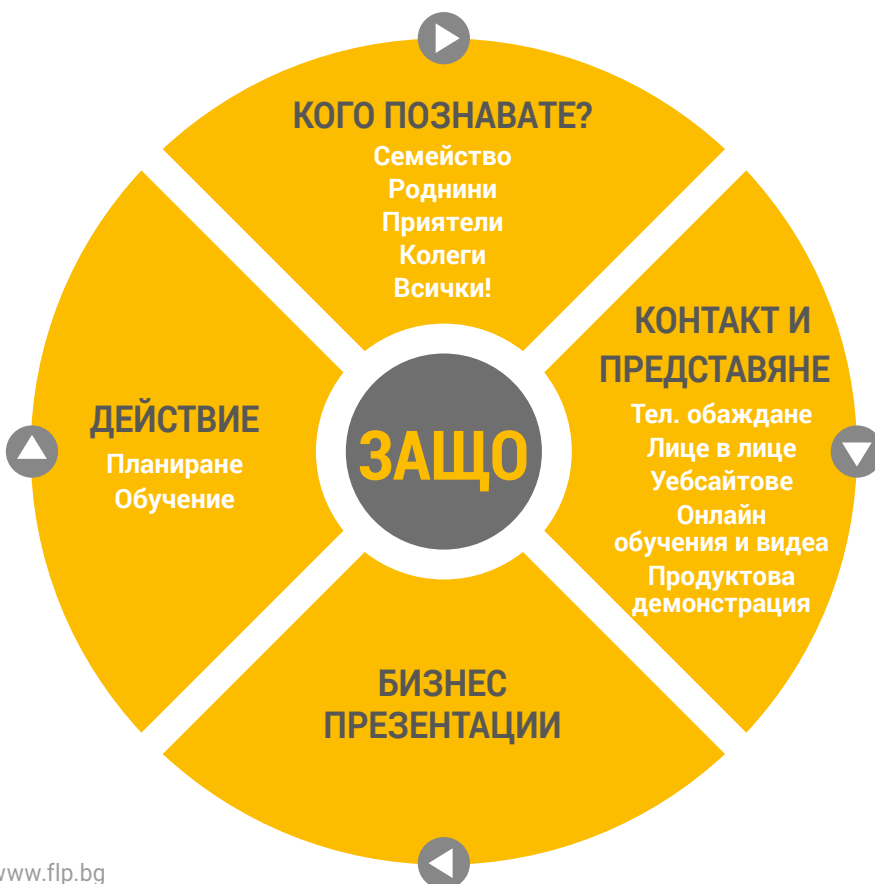 КОГО ПОЗНАВАТЕ?
Семейство
Роднини
Приятели
Колеги
Всички!
КОНТАКТ И
ПРЕДСТАВЯНЕ
Тел. обаждане
Лице в лице
Уебсайтове
Онлайн
обучения и видеа
Продуктова
демонстрация
БИЗНЕС
ПРЕЗЕНТАЦИИ
ДЕЙСТВИЕ
Планиране
Обучение
ЗАЩО
www.flp.bg